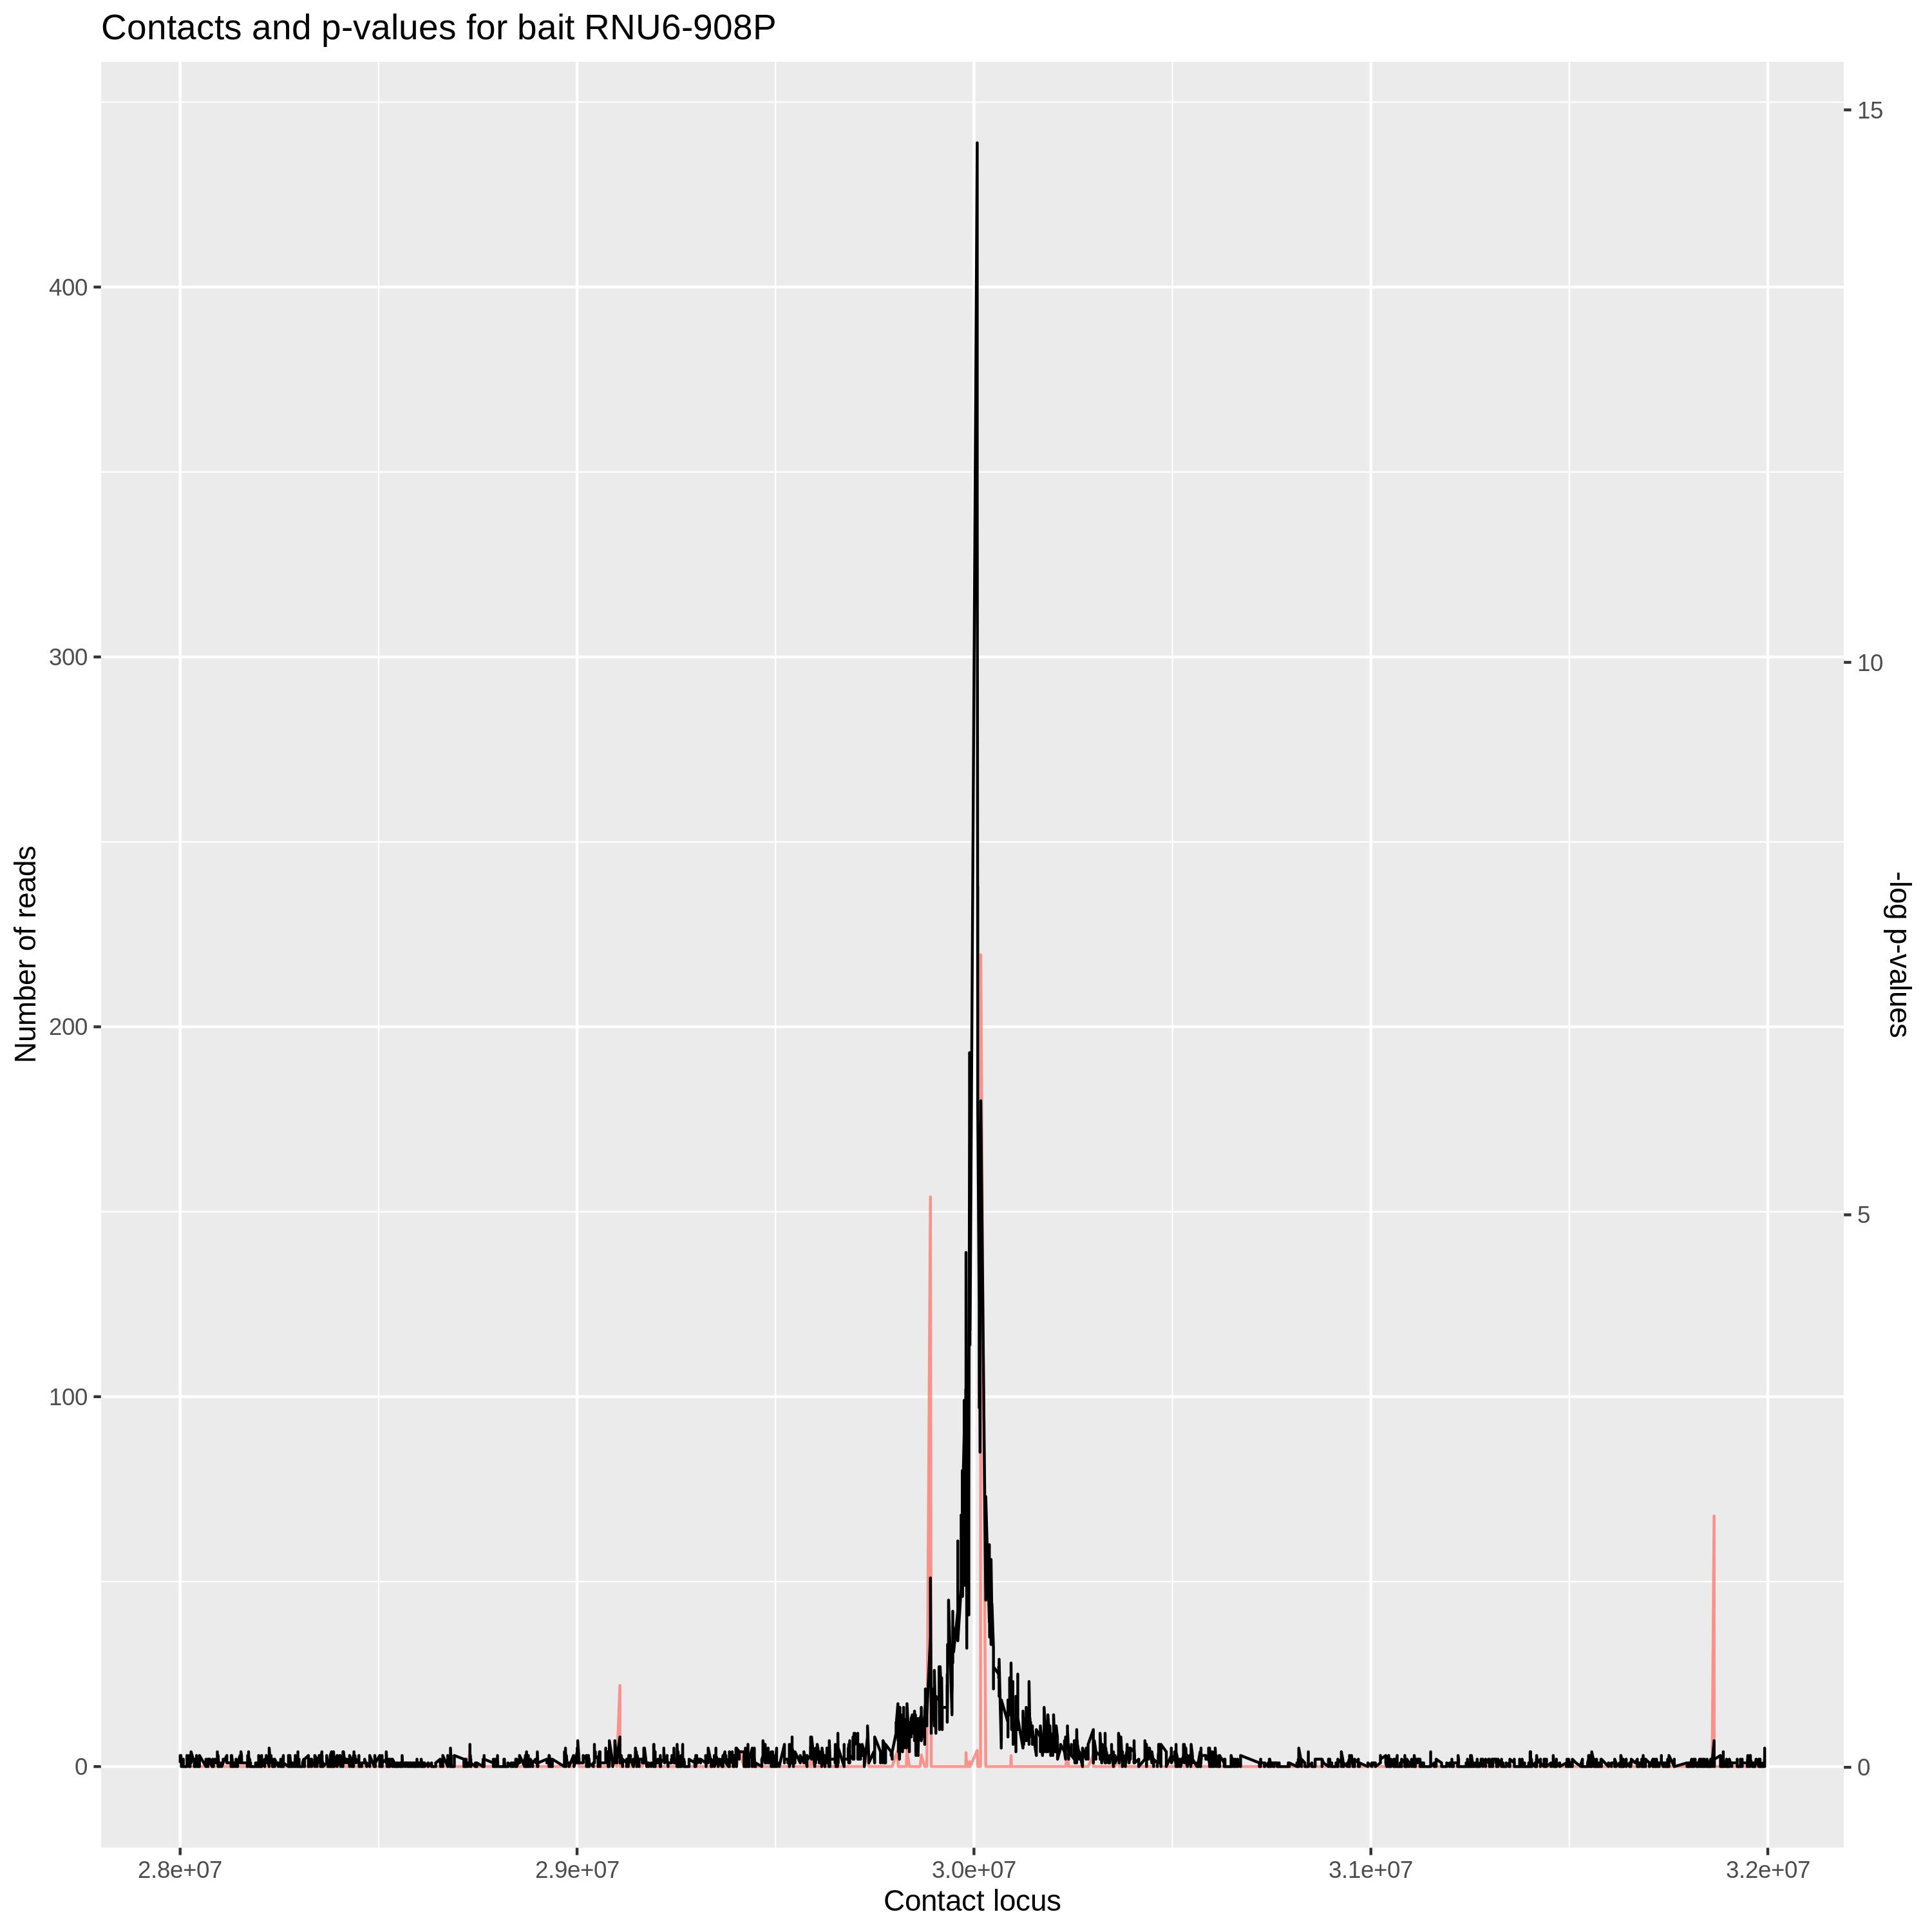 Contacts and p-values for bait RNU6-908P
Number of reads
400
300
200
100
0
15
10
5
0
-log p-values
2.8e+07 2.9e+07 3.0e+07 3.1e+07 3.2e+07
Contact locus